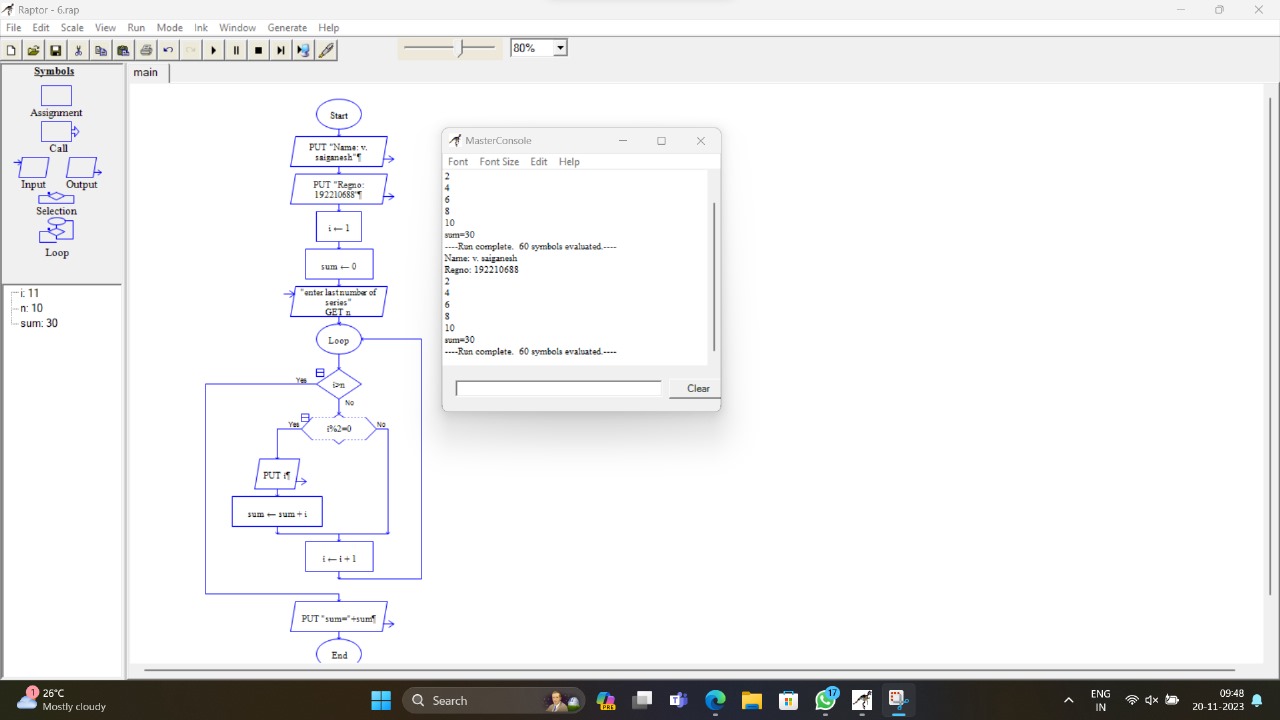 Raptor - 6.rap
File Edit Scale View Run Mode Ink Window Generate Help
80%
Symbols
Assignment
Call
Input Output
Selection
Loop
i: 11
n: 10
sum: 30
main
Start
PUT "Name: v.
saiganesh"¶
PUT "Regno:
192210688"¶
i ← 1
sum ← 0
"enter last number of
series"
GET n
Loop
Yes
i>n
No
Yes
i%2=0
No
PUT i¶
sum ← sum + i
i ← i + 1
PUT "sum="+sum¶
End
MasterConsole
Font Font Size Edit Help
2
4
6
8
10
sum=30
----Run complete. 60 symbols evaluated.----
Name: v. saiganesh
Regno: 192210688
2
4
6
8
10
sum=30
----Run complete. 60 symbols evaluated.----
Clear
1
26°C
Mostly cloudy
Search
PRE
17
ENG
IN
09:48
20-11-2023